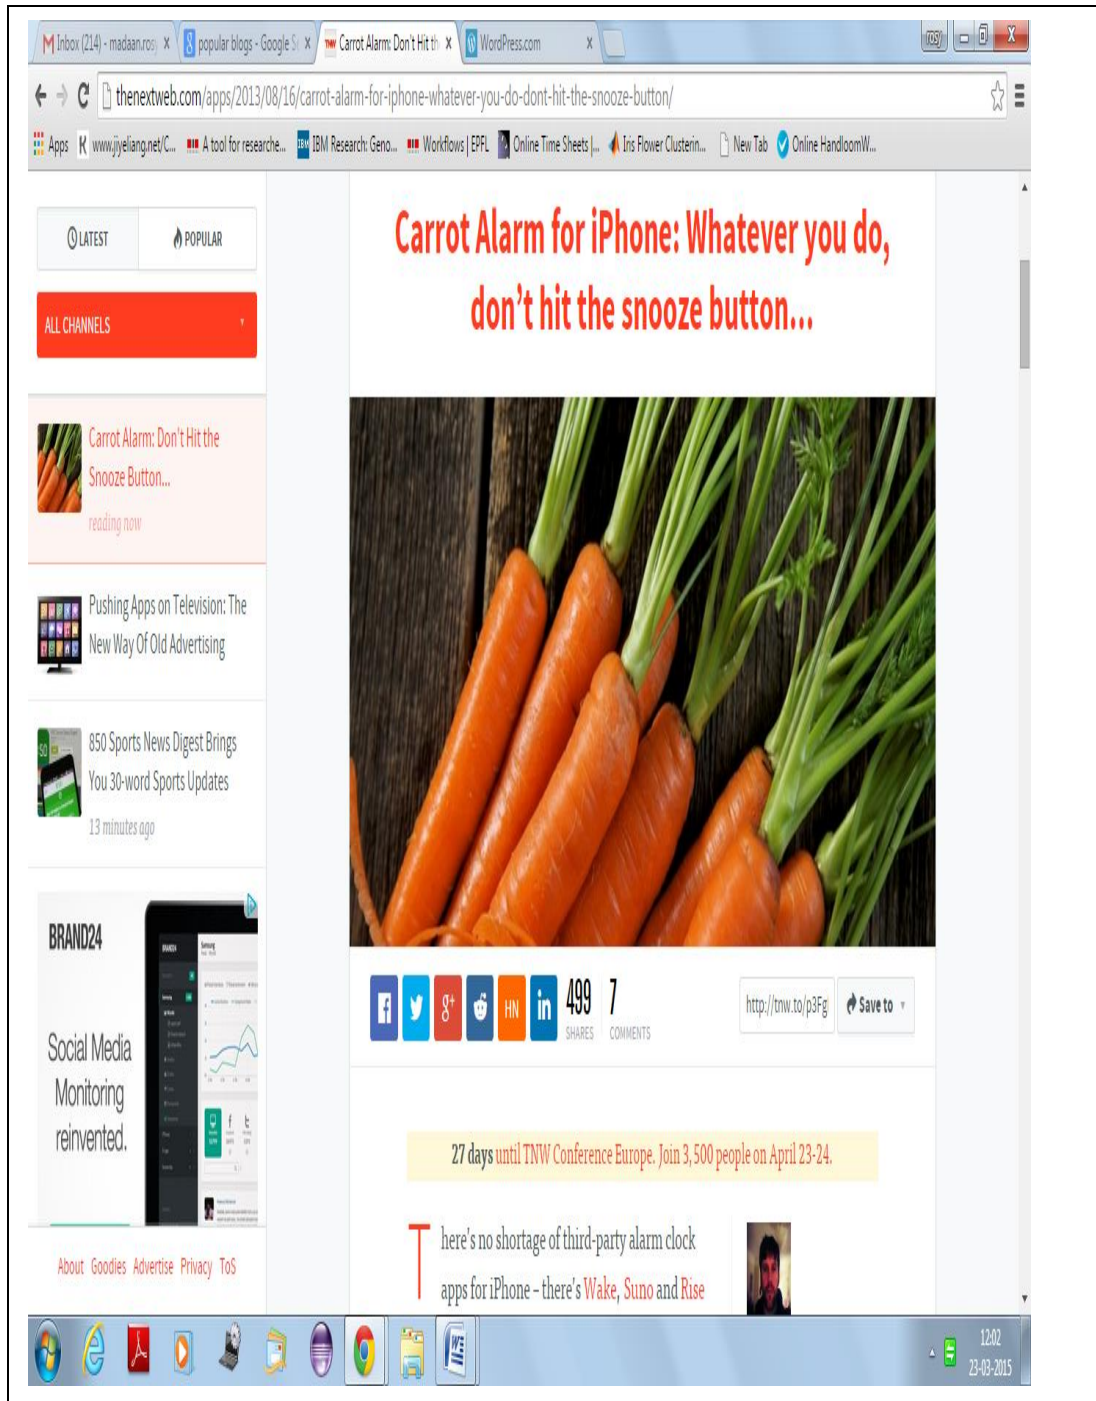 Inbox (214) - madaan.rosy
popular blogs - Google Se
Carrot Alarm: Don't Hit th
WordPress.com
rosy
thenextweb.com/apps/2013/08/16/carrot-alarm-for-iphone-whatever-you-do-dont-hit-the-snooze-button/
Apps
www.jiyeliang.net/C...
A tool for researche...
IBM Research: Geno...
Workflows | EPFL
Online Time Sheets |...
Iris Flower Clusterin...
New Tab
Online HandloomW...
LATEST
POPULAR
ALL CHANNELS
Carrot Alarm: Don't Hit the
Snooze Button...
reading now
Pushing Apps on Television: The
New Way Of Old Advertising
850 Sports News Digest Brings
You 30-word Sports Updates
13 minutes ago
BRAND24
Social Media
Monitoring
reinvented.
About Goodies Advertise Privacy ToS
Carrot Alarm for iPhone: Whatever you do,
don't hit the snooze button...
HN
499
SHARES
7
COMMENTS
http://tnw.to/p3Fg
Save to
27 days until TNW Conference Europe. Join 3,500 people on April 23-24.
There's no shortage of third-party alarm clock
apps for iPhone – there's Wake, Suno and Rise
12:02
23-03-2015